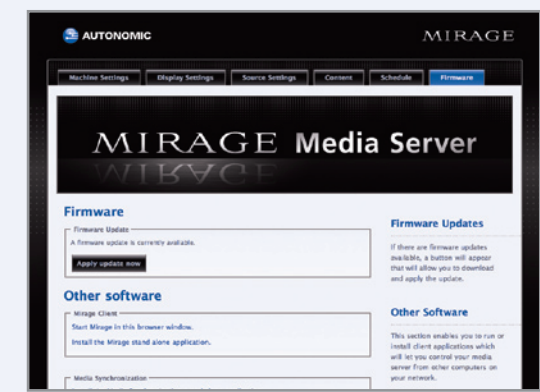 AUTONOMIC
MIRAGE
Machine Settings
Display Settings
Source Settings
Content
Schedule
Firmware
MIRAGE Media Server
Firmware
Firmware Update
A firmware update is currently available.
Apply update now
Other software
Mirage Client
Start Mirage in this browser window.
Install the Mirage stand alone application.
Media Synchronization
Firmware Updates
If there are firmware updates
available, a button will appear
that will allow you to download
and apply the update.
Other Software
This section enables you to run or
install client applications which
will let you control your media
server from other computers on
your network.